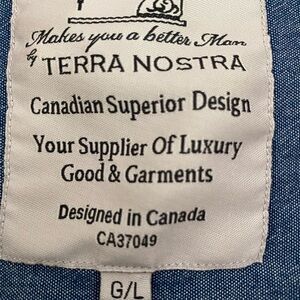 Makes you a better Man
by TERRA NOSTRA
Canadian Superior Design
Your Supplier Of Luxury
Good & Garments
Designed in Canada
CA37049
G/L